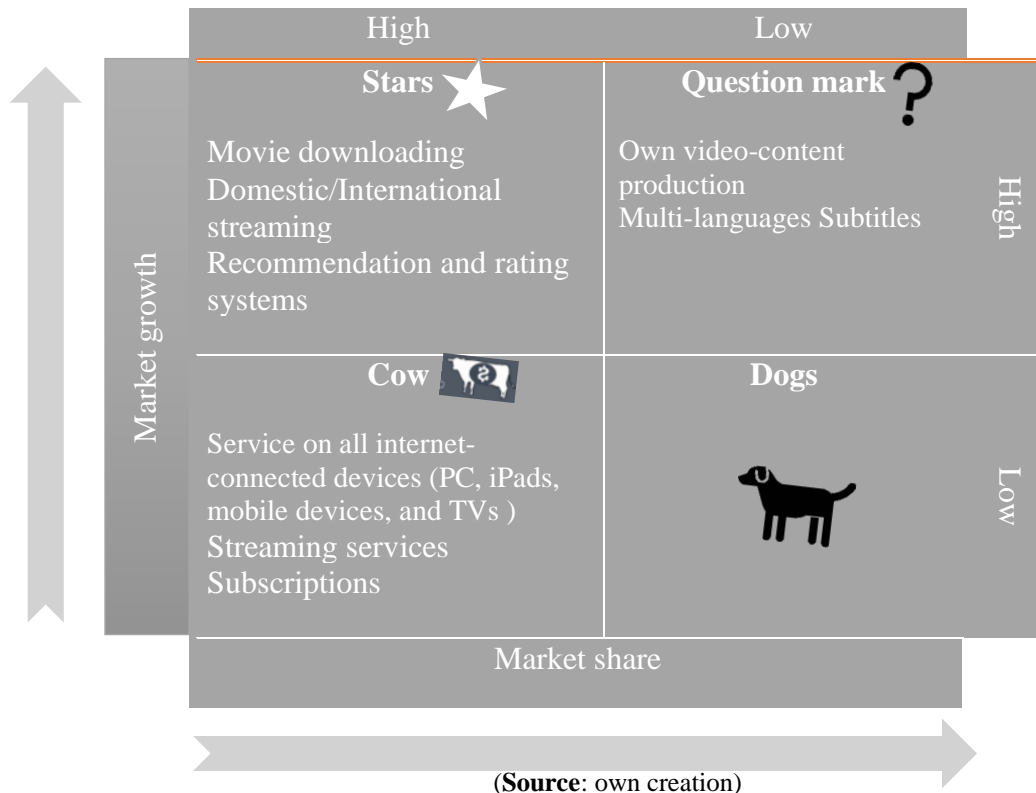 High
Low
Stars
Question mark
Movie downloading
Domestic/International
streaming
Recommendation and rating
systems
Own video-content
production
Multi-languages Subtitles
High
Market growth
Cow
Dogs
Service on all internet-
connected devices (PC, iPads,
mobile devices, and TVs )
Streaming services
Subscriptions
Low
Market share
(Source: own creation)